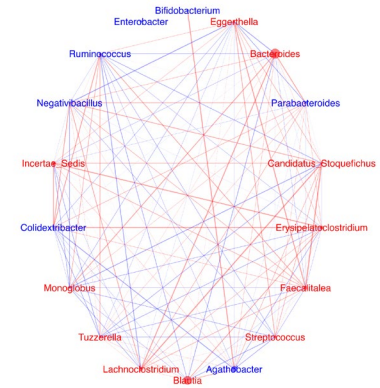 Bifidobacterium
Enterobacter
Eggerthella
Ruminococcus
Bacteroides
Negativibacillus
Parabacteroides
Incertae_Sedis
Candidatus_Stoquefichus
Colidextribacter
Erysipelatoclostridium
Monoglobus
Faecalitalea
Tuzzerella
Streptococcus
Lachnoclostridium
Agathobacter
Blautia